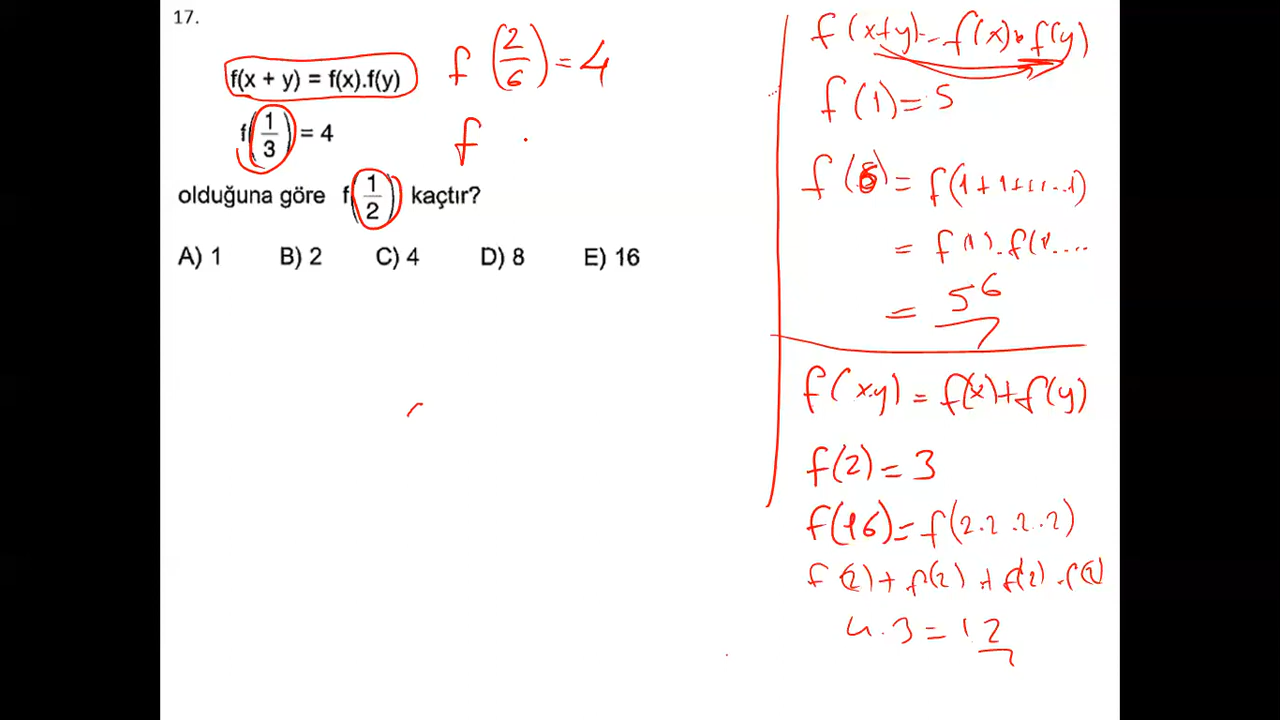 17.
f(x + y) = f(x).f(y)
f(1/3) = 4
olduğuna göre f(1/2) kaçtır?
A) 1 B) 2 C) 4 D) 8 E) 16
f(2/6) = 4
f
f(x+y) = f(x).f(y)
f(1) = 5
f(6) = f(1+1+....1)
= f(1).f(1....
= 5^6
f(x.y) = f(x)+f(y)
f(2) = 3
f(16) = f(2.2.2.2)
f(2)+f(2)+f(2).f(2)
4.3=12